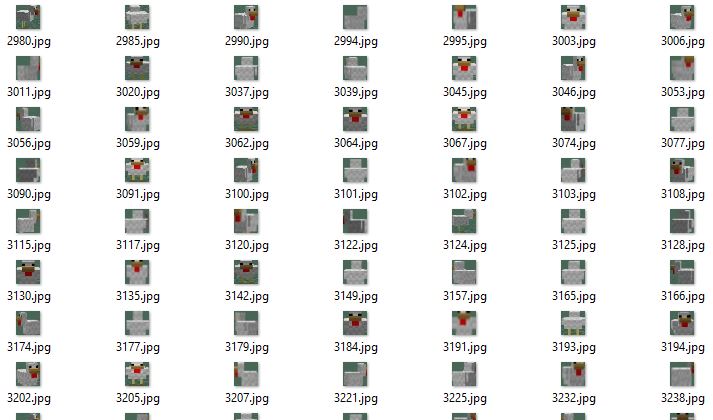 2980.jpg 2985.jpg 2990.jpg 2994.jpg 2995.jpg 3003.jpg 3006.jpg
3011.jpg 3020.jpg 3037.jpg 3039.jpg 3045.jpg 3046.jpg 3053.jpg
3056.jpg 3059.jpg 3062.jpg 3064.jpg 3067.jpg 3074.jpg 3077.jpg
3090.jpg 3091.jpg 3100.jpg 3101.jpg 3102.jpg 3103.jpg 3108.jpg
3115.jpg 3117.jpg 3120.jpg 3122.jpg 3124.jpg 3125.jpg 3128.jpg
3130.jpg 3135.jpg 3142.jpg 3149.jpg 3157.jpg 3165.jpg 3166.jpg
3174.jpg 3177.jpg 3179.jpg 3184.jpg 3191.jpg 3193.jpg 3194.jpg
3202.jpg 3205.jpg 3207.jpg 3221.jpg 3225.jpg 3232.jpg 3238.jpg